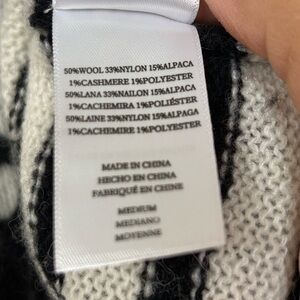 50%WOOL 33%NYLON 15%ALPACA
1%CASHMERE 1%POLYESTER
50%LANA 33%NAILON 15%ALPACA
1%CACHEMIRA 1%POLIÉSTER
50%LAINE 33%NYLON 15%ALPAGA
1%CACHEMIRE 1%POLYESTER
MADE IN CHINA
HECHO EN CHINA
FABRIQUÉ EN CHINE
MEDIUM
MEDIANO
MOYENNE